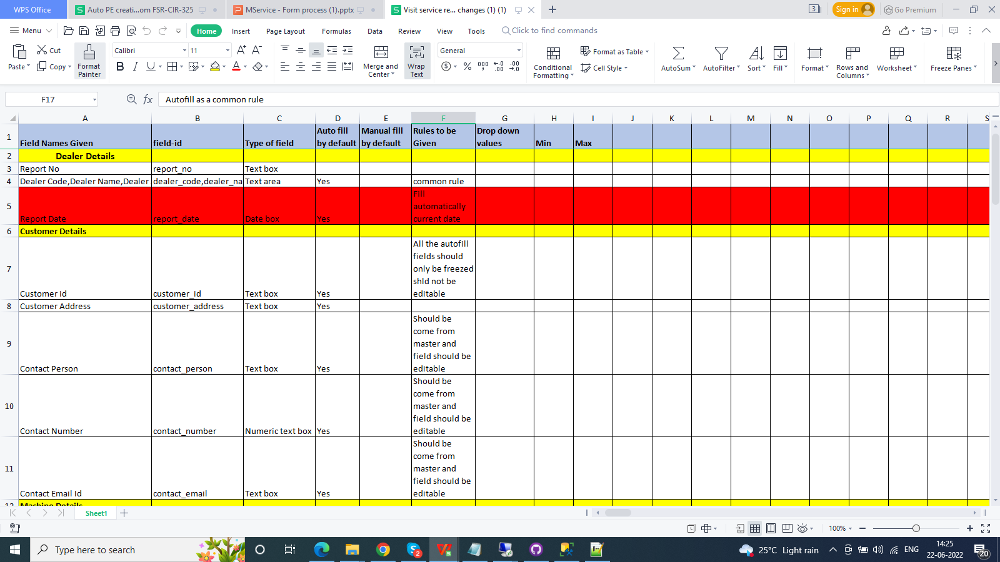 WPS Office
Auto PE creati...om FSR-CIR-325
MService - Form process (1).pptx
Visit service re... changes (1) (1)
3
Sign in
Go Premium
Menu
Home
Insert
Page Layout
Formulas
Data
Review
View
Tools
Click to find commands
Paste
Cut
Copy
Format Painter
Calibri
11
Merge and Center
Wrap Text
General
Conditional Formatting
Format as Table
Cell Style
AutoSum
AutoFilter
Sort
Fill
Format
Rows and Columns
Worksheet
Freeze Panes
F17
Autofill as a common rule
A B C D E F G H I J K L M N O P Q R S
1 Field Names Given field-id Type of field Auto fill by default Manual fill by default Rules to be Given Drop down values Min Max
2 Dealer Details
3 Report No report_no Text box
4 Dealer Code,Dealer Name,Dealer dealer_code,dealer_na Text area Yes common rule
5 Report Date report_date Date box Yes Fill automatically current date
6 Customer Details
7 Customer id customer_id Text box Yes All the autofill fields should only be freezed shld not be editable
8 Customer Address customer_address Text box Yes
9 Contact Person contact_person Text box Yes Should be come from master and field should be editable
10 Contact Number contact_number Numeric text box Yes Should be come from master and field should be editable
11 Contact Email Id contact_email Text box Yes Should be come from master and field should be editable
12 Machine Details
Sheet1
100%
Type here to search
2
25°C Light rain
ENG
14:25
22-06-2022
20